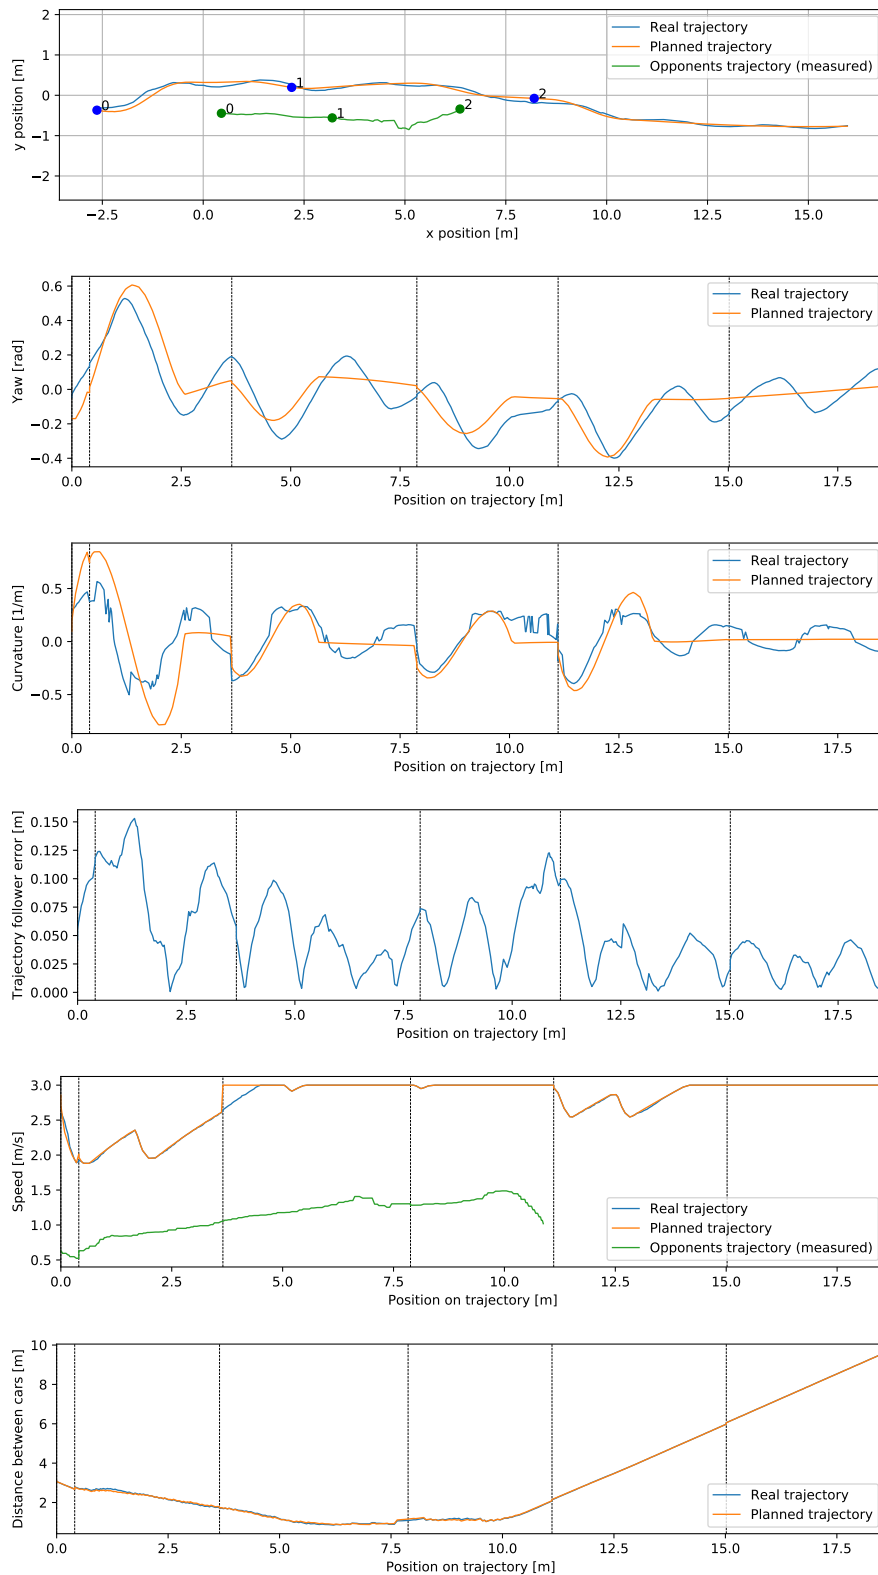 2
1
0
−1
−2
y position [m]
0
1
2
0
1
2
Real trajectory
Planned trajectory
Opponents trajectory (measured)
−2.5 0.0 2.5 5.0 7.5 10.0 12.5 15.0
x position [m]
0.6
0.4
0.2
0.0
−0.2
−0.4
Yaw [rad]
Real trajectory
Planned trajectory
0.0 2.5 5.0 7.5 10.0 12.5 15.0 17.5
Position on trajectory [m]
0.5
0.0
−0.5
Curvature [1/m]
Real trajectory
Planned trajectory
0.0 2.5 5.0 7.5 10.0 12.5 15.0 17.5
Position on trajectory [m]
0.150
0.125
0.100
0.075
0.050
0.025
0.000
Trajectory follower error [m]
0.0 2.5 5.0 7.5 10.0 12.5 15.0 17.5
Position on trajectory [m]
3.0
2.5
2.0
1.5
1.0
0.5
Speed [m/s]
Real trajectory
Planned trajectory
Opponents trajectory (measured)
0.0 2.5 5.0 7.5 10.0 12.5 15.0 17.5
Position on trajectory [m]
10
8
6
4
2
Distance between cars [m]
Real trajectory
Planned trajectory
0.0 2.5 5.0 7.5 10.0 12.5 15.0 17.5
Position on trajectory [m]